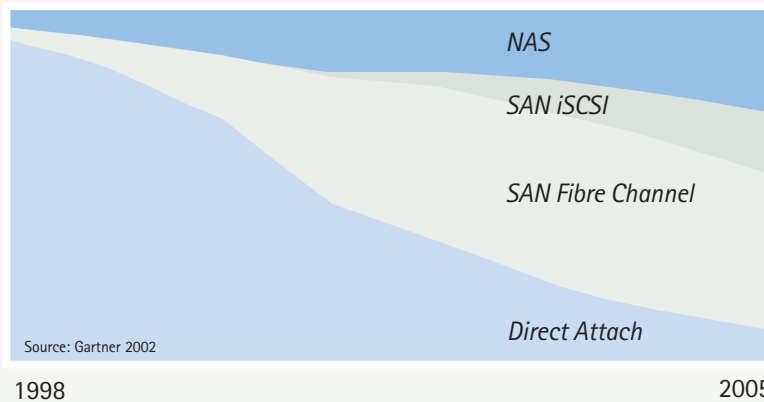 NAS
SAN iSCSI
SAN Fibre Channel
Direct Attach
Source: Gartner 2002
1998
2005